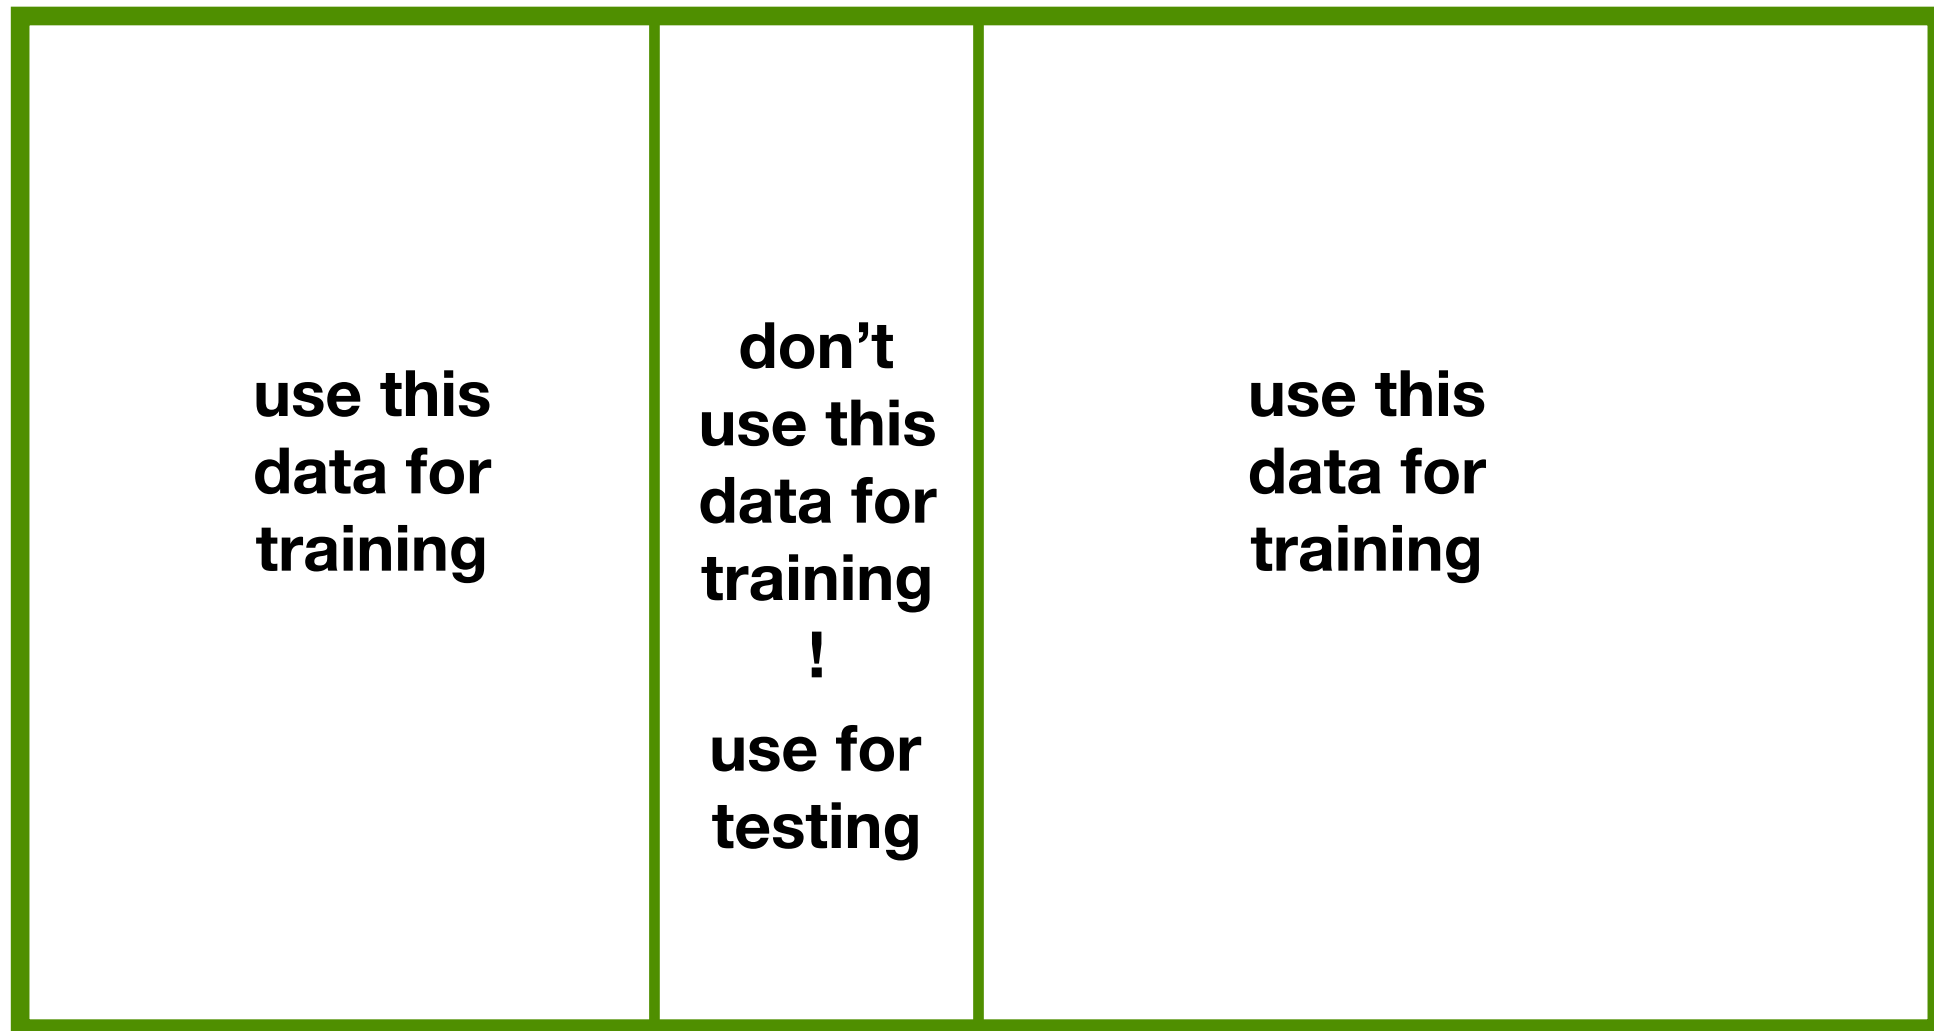 use this
data for
training
don’t
use this
data for
training
!
use for
testing
use this
data for
training